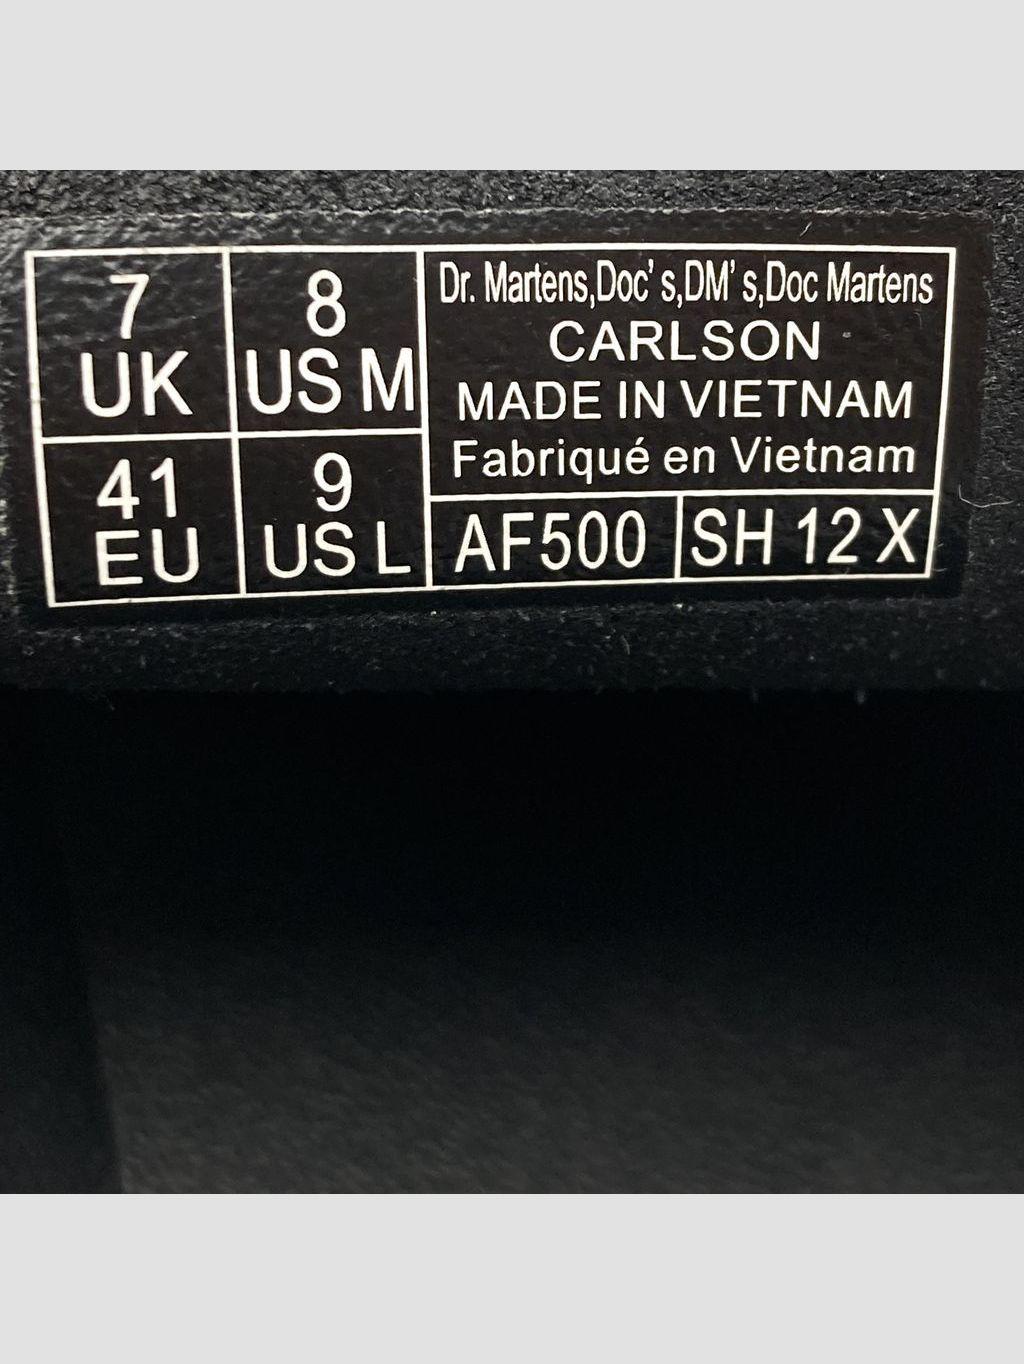 7
UK
8
US M
41
EU
9
US L
Dr. Martens,Doc's,DM's,Doc Martens
CARLSON
MADE IN VIETNAM
Fabriqué en Vietnam
AF500
SH 12 X